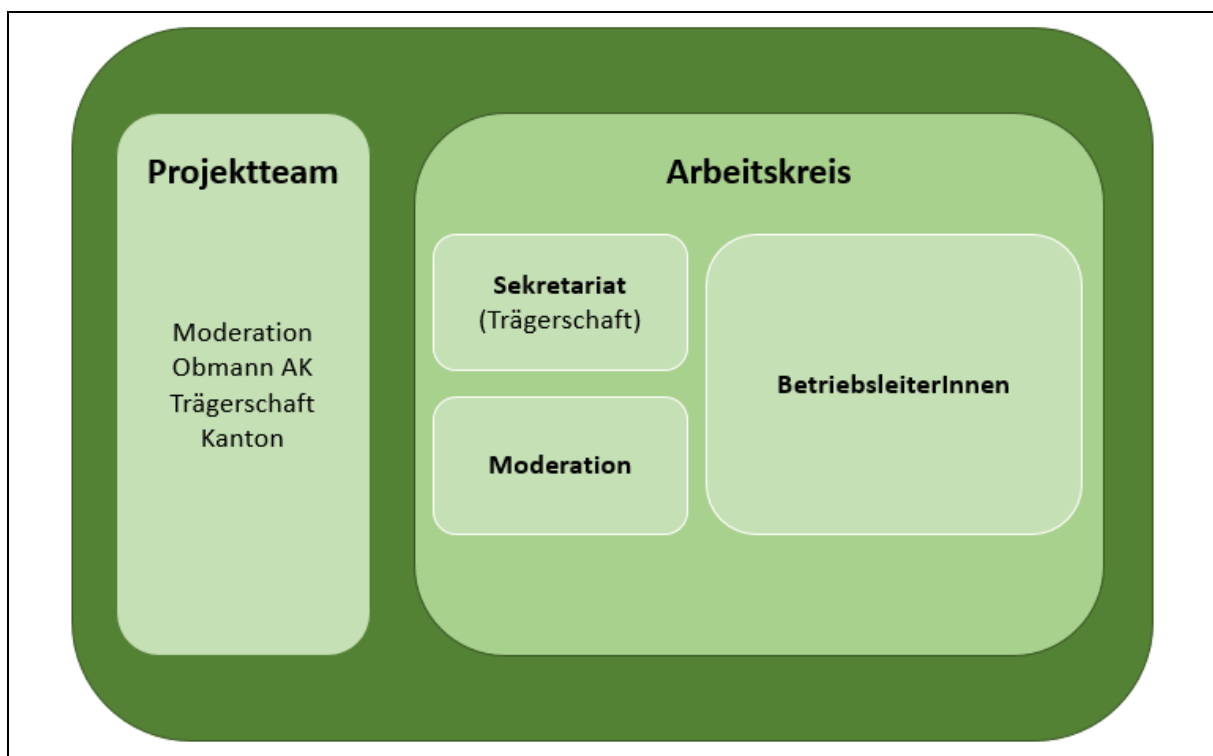 Projektteam
Moderation
Obmann AK
Trägerschaft
Kanton
Arbeitskreis
Sekretariat
(Trägerschaft)
Moderation
BetriebsleiterInnen